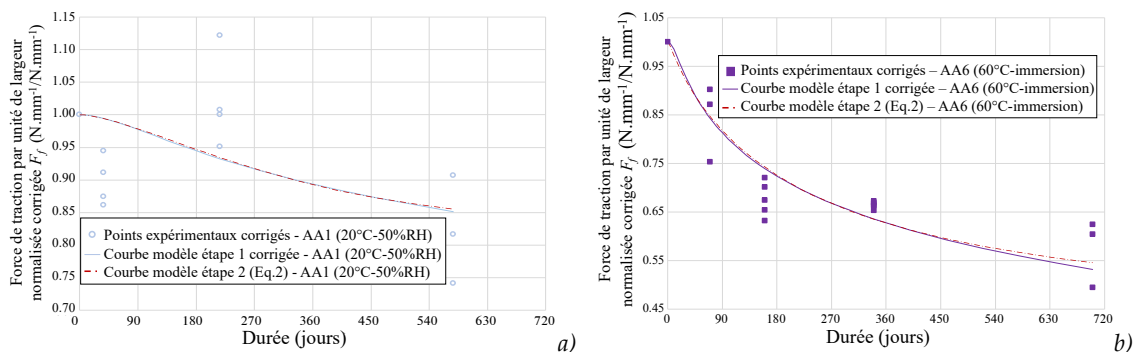 Force de traction par unité de largeur
normalisée corrigée F_f (N.mm⁻¹/N.mm⁻¹)
1.15
1.10
1.05
1.00
0.95
0.90
0.85
0.80
0.75
0.70
Points expérimentaux corrigés - AA1 (20°C-50%RH)
Courbe modèle étape 1 corrigée - AA1 (20°C-50%RH)
Courbe modèle étape 2 (Eq.2) - AA1 (20°C-50%RH)
0 90 180 270 360 450 540 630 720
Durée (jours)
a)
Force de traction par unité de largeur
normalisée corrigée F_f (N.mm⁻¹/N.mm⁻¹)
1.05
0.95
0.85
0.75
0.65
0.55
0.45
Points expérimentaux corrigés – AA6 (60°C-immersion)
Courbe modèle étape 1 corrigée – AA6 (60°C-immersion)
Courbe modèle étape 2 (Eq.2) – AA6 (60°C-immersion)
0 90 180 270 360 450 540 630 720
Durée (jours)
b)